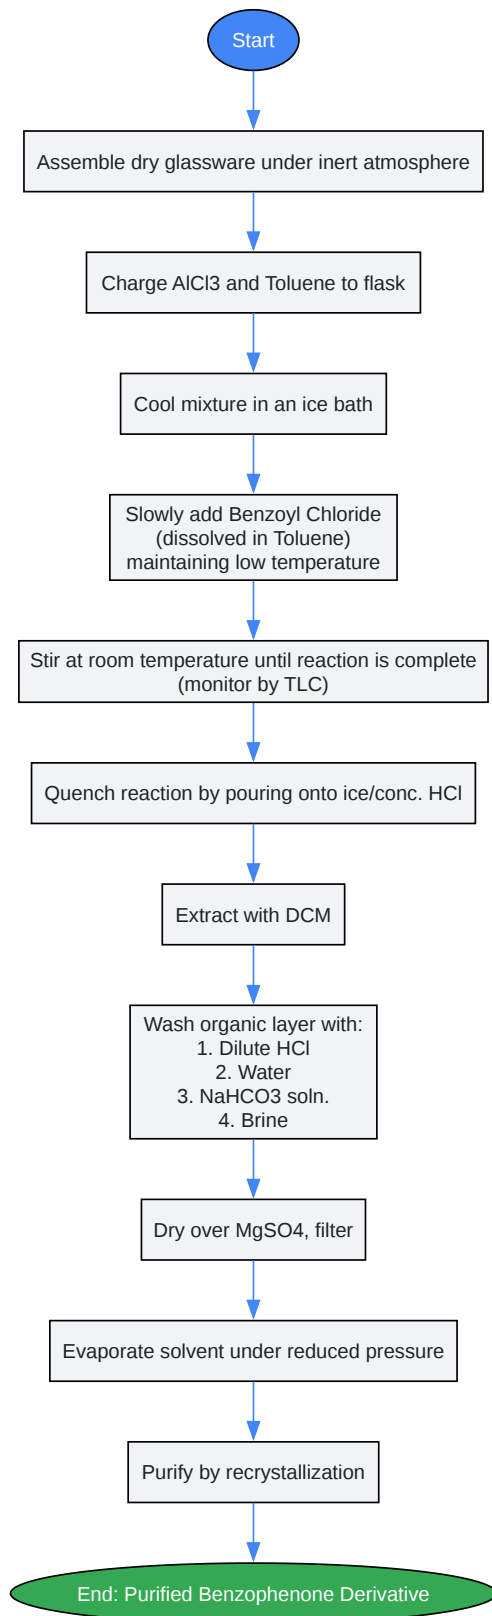 Start
Assemble dry glassware under inert atmosphere
Charge AlCl3 and Toluene to flask
Cool mixture in an ice bath
Slowly add Benzoyl Chloride
(dissolved in Toluene)
maintaining low temperature
Stir at room temperature until reaction is complete
(monitor by TLC)
Quench reaction by pouring onto ice/conc. HCl
Extract with DCM
Wash organic layer with:
1. Dilute HCl
2. Water
3. NaHCO3 soln.
4. Brine
Dry over MgSO4, filter
Evaporate solvent under reduced pressure
Purify by recrystallization
End: Purified Benzophenone Derivative